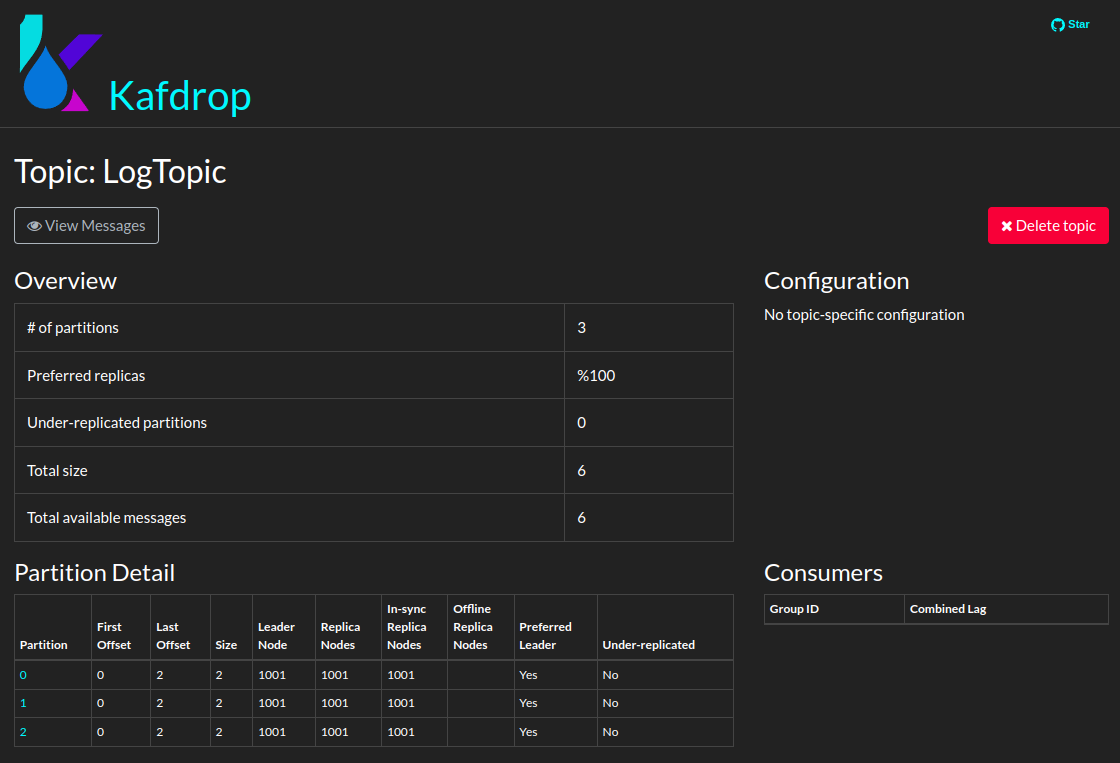 Star
Kafdrop
Topic: LogTopic
View Messages
Delete topic
Overview
# of partitions 3
Preferred replicas %100
Under-replicated partitions 0
Total size 6
Total available messages 6
Configuration
No topic-specific configuration
Partition Detail
Partition First Offset Last Offset Size Leader Node Replica Nodes In-sync Replica Nodes Offline Replica Nodes Preferred Leader Under-replicated
0 0 2 2 1001 1001 1001 Yes No
1 0 2 2 1001 1001 1001 Yes No
2 0 2 2 1001 1001 1001 Yes No
Consumers
Group ID Combined Lag